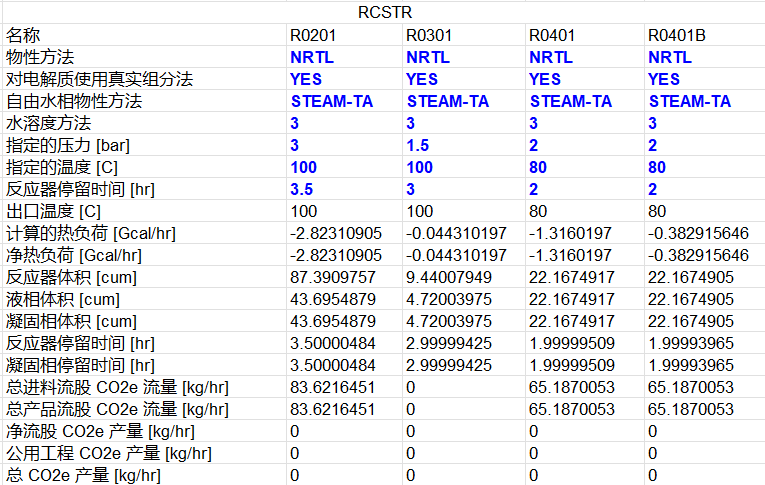 RCSTR
名称 R0201 R0301 R0401 R0401B
物性方法 NRTL NRTL NRTL NRTL
对电解质使用真实组分法 YES YES YES YES
自由水相物性方法 STEAM-TA STEAM-TA STEAM-TA STEAM-TA
水溶度方法 3 3 3 3
指定的压力 [bar] 3 1.5 2 2
指定的温度 [C] 100 100 80 80
反应器停留时间 [hr] 3.5 3 2 2
出口温度 [C] 100 100 80 80
计算的热负荷 [Gcal/hr] -2.82310905 -0.044310197 -1.3160197 -0.382915646
净热负荷 [Gcal/hr] -2.82310905 -0.044310197 -1.3160197 -0.382915646
反应器体积 [cum] 87.3909757 9.44007949 22.1674917 22.1674905
液相体积 [cum] 43.6954879 4.72003975 22.1674917 22.1674905
凝固相体积 [cum] 43.6954879 4.72003975 22.1674917 22.1674905
反应器停留时间 [hr] 3.50000484 2.99999425 1.99999509 1.99993965
凝固相停留时间 [hr] 3.50000484 2.99999425 1.99999509 1.99993965
总进料流股 CO2e 流量 [kg/hr] 83.6216451 0 65.1870053 65.1870053
总产品流股 CO2e 流量 [kg/hr] 83.6216451 0 65.1870053 65.1870053
净流股 CO2e 产量 [kg/hr] 0 0 0 0
公用工程 CO2e 产量 [kg/hr] 0 0 0 0
总 CO2e 产量 [kg/hr] 0 0 0 0